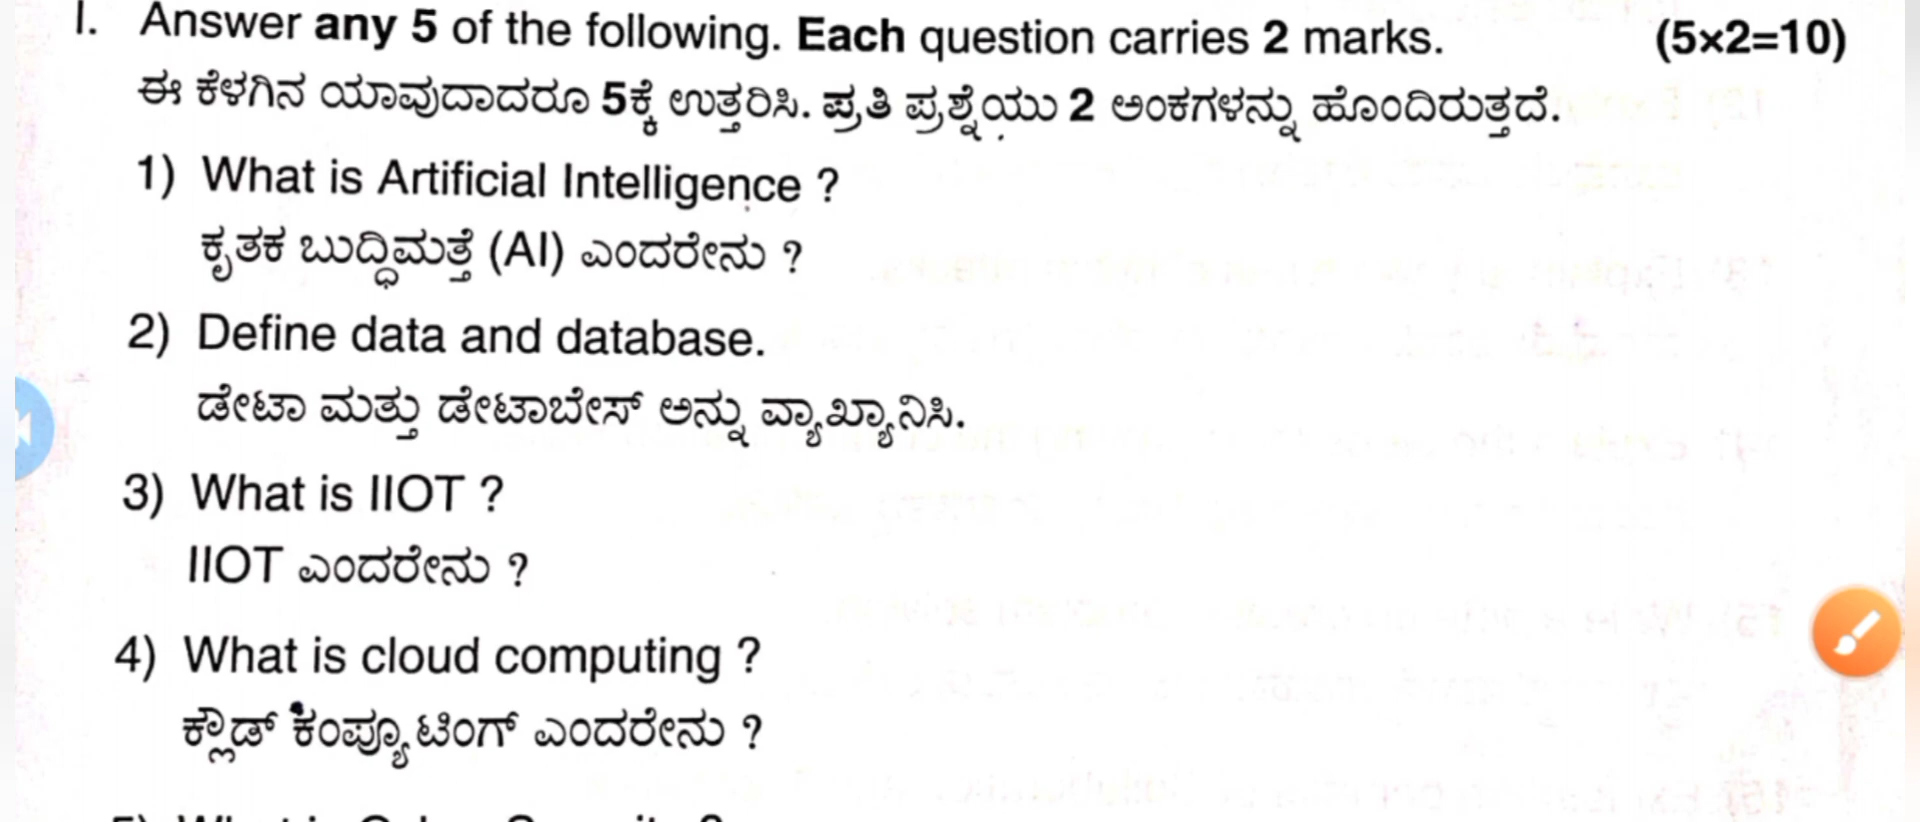 I. Answer any 5 of the following. Each question carries 2 marks. (5×2=10)
ಈ ಕೆಳಗಿನ ಯಾವುದಾದರೂ 5ಕ್ಕೆ ಉತ್ತರಿಸಿ. ಪ್ರತಿ ಪ್ರಶ್ನೆಯು 2 ಅಂಕಗಳನ್ನು ಹೊಂದಿರುತ್ತದೆ.
1) What is Artificial Intelligence ?
ಕೃತಕ ಬುದ್ಧಿಮತ್ತೆ (AI) ಎಂದರೇನು ?
2) Define data and database.
ಡೇಟಾ ಮತ್ತು ಡೇಟಾಬೇಸ್ ಅನ್ನು ವ್ಯಾಖ್ಯಾನಿಸಿ.
3) What is IIOT ?
IIOT ಎಂದರೇನು ?
4) What is cloud computing ?
ಕ್ಲೌಡ್ ಕಂಪ್ಯೂಟಿಂಗ್ ಎಂದರೇನು ?